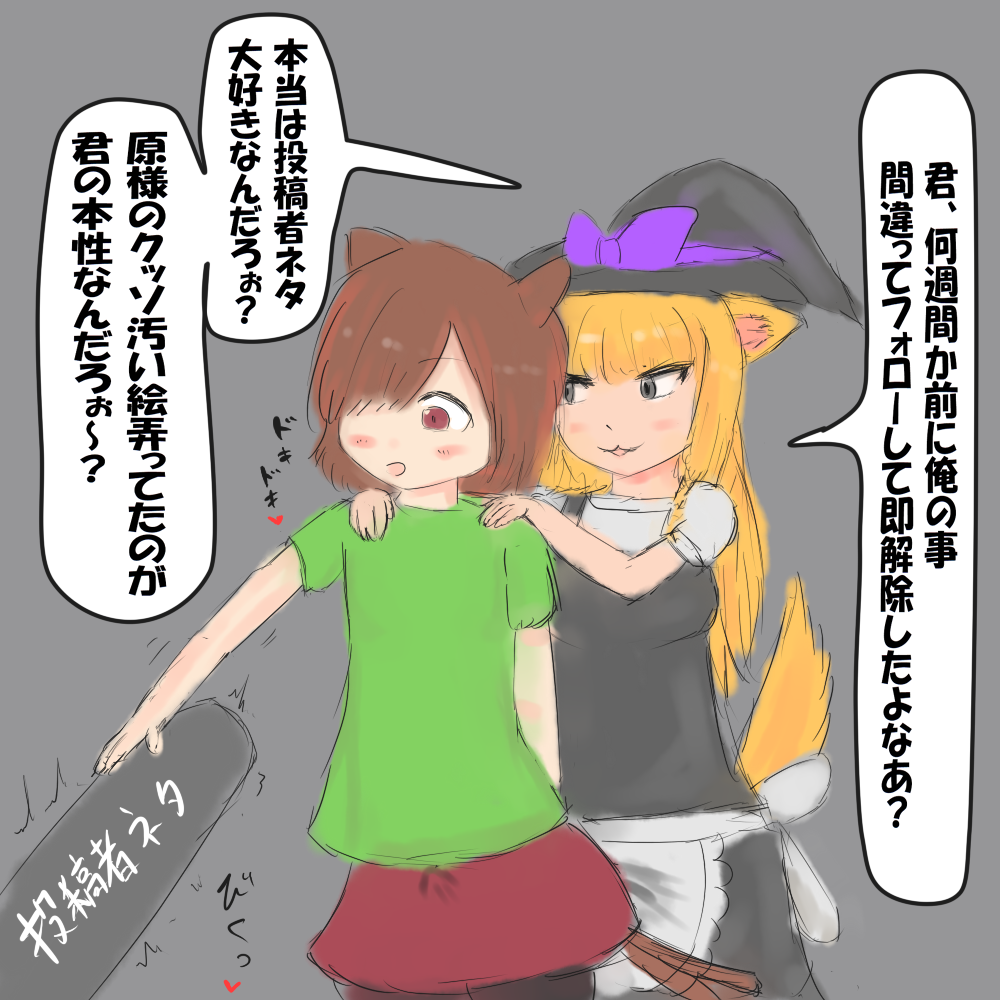 君、何週間か前に俺の事
間違ってフォローして即解除したよなあ？
本当は投稿者ネタ
大好きなんだろぉ？
原様のクッソ汚い絵弄ってたのが
君の本性なんだろぉ～？
ドキ
ドキ
投稿者ネタ
びくっ